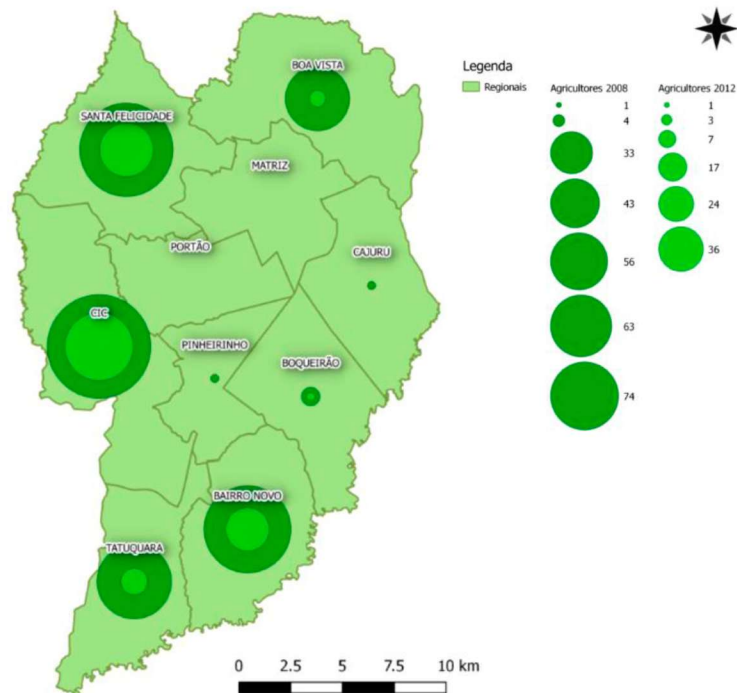 BOA VISTA
SANTA FELICIDADE
MATRIZ
PORTÃO
CAJURU
CIC
PINHEIRINHO
BOQUEIRÃO
BAIRRO NOVO
TATUQUARA
Legenda
Regionais
Agricultores 2008
1
4
33
43
56
63
74
Agricultores 2012
1
3
7
17
24
36
0 2.5 5 7.5 10 km